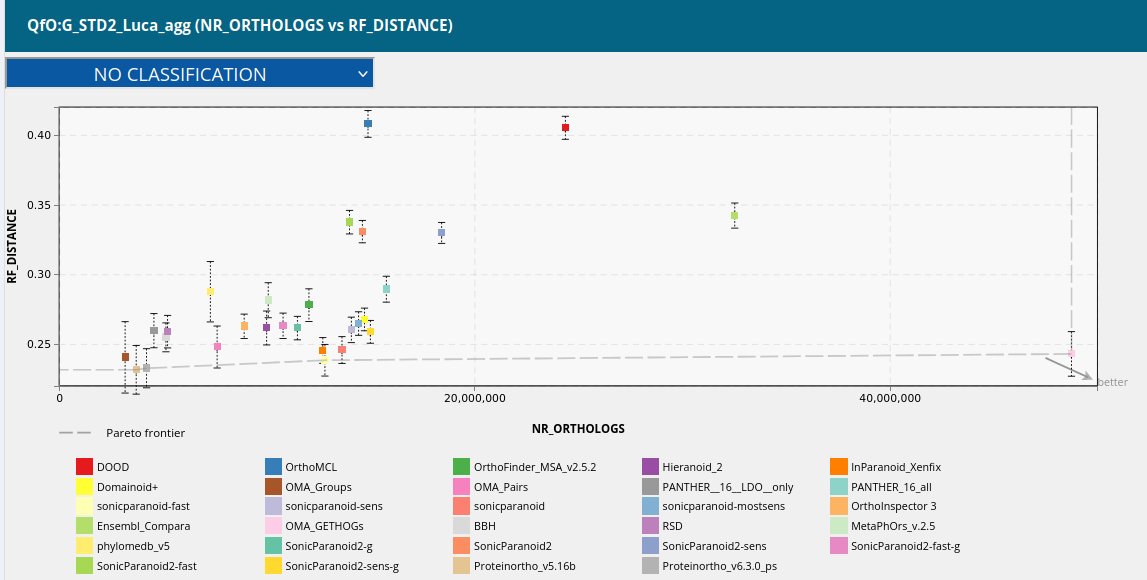 QfO:G_STD2_Luca_agg (NR_ORTHOLOGS vs RF_DISTANCE)
NO CLASSIFICATION
0.40
0.35
0.30
0.25
RF_DISTANCE
0 20,000,000 40,000,000
better
NR_ORTHOLOGS
Pareto frontier
DOOD OrthoMCL OrthoFinder_MSA_v2.5.2 Hieranoid_2 InParanoid_Xenfix
Domainoid+ OMA_Groups OMA_Pairs PANTHER__16__LDO__only PANTHER_16_all
sonicparanoid-fast sonicparanoid-sens sonicparanoid sonicparanoid-mostsens OrthoInspector 3
Ensembl_Compara OMA_GETHOGs BBH RSD MetaPhOrs_v.2.5
phylomedb_v5 SonicParanoid2-g SonicParanoid2 SonicParanoid2-sens SonicParanoid2-fast-g
SonicParanoid2-fast SonicParanoid2-sens-g Proteinortho_v5.16b Proteinortho_v6.3.0_ps